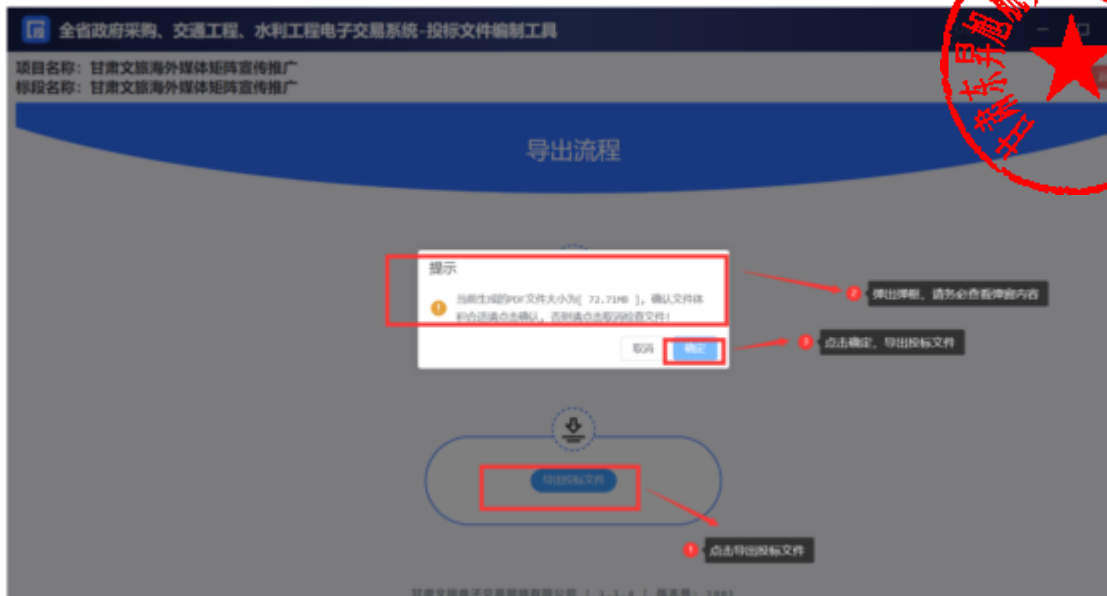 全省政府采购、交通工程、水利工程电子交易系统-投标文件编制工具
项目名称：甘肃文旅海外媒体矩阵宣传推广
标段名称：甘肃文旅海外媒体矩阵宣传推广
导出流程
提示
当前生成的PDF文件大小为[ 72.71MB ]，确认文件体
积合适请点击确认，否则请点击取消检查文件！
取消 确定
2 弹出弹框，请务必查看弹窗内容
3 点击确定，导出投标文件
导出投标文件
1 点击导出投标文件